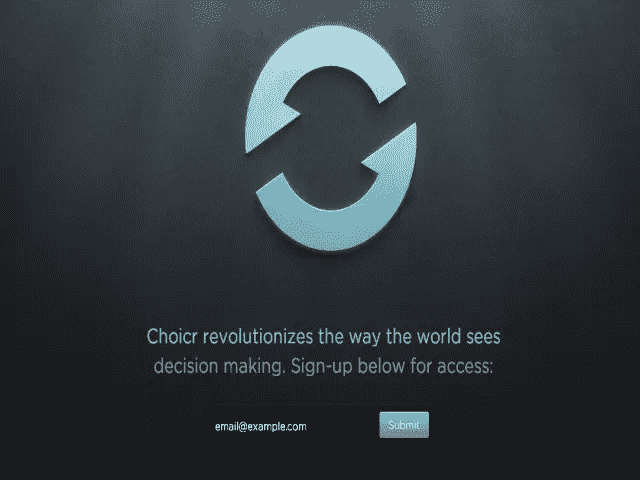 Choicr revolutionizes the way the world sees
decision making. Sign-up below for access:
email@example.com Submit